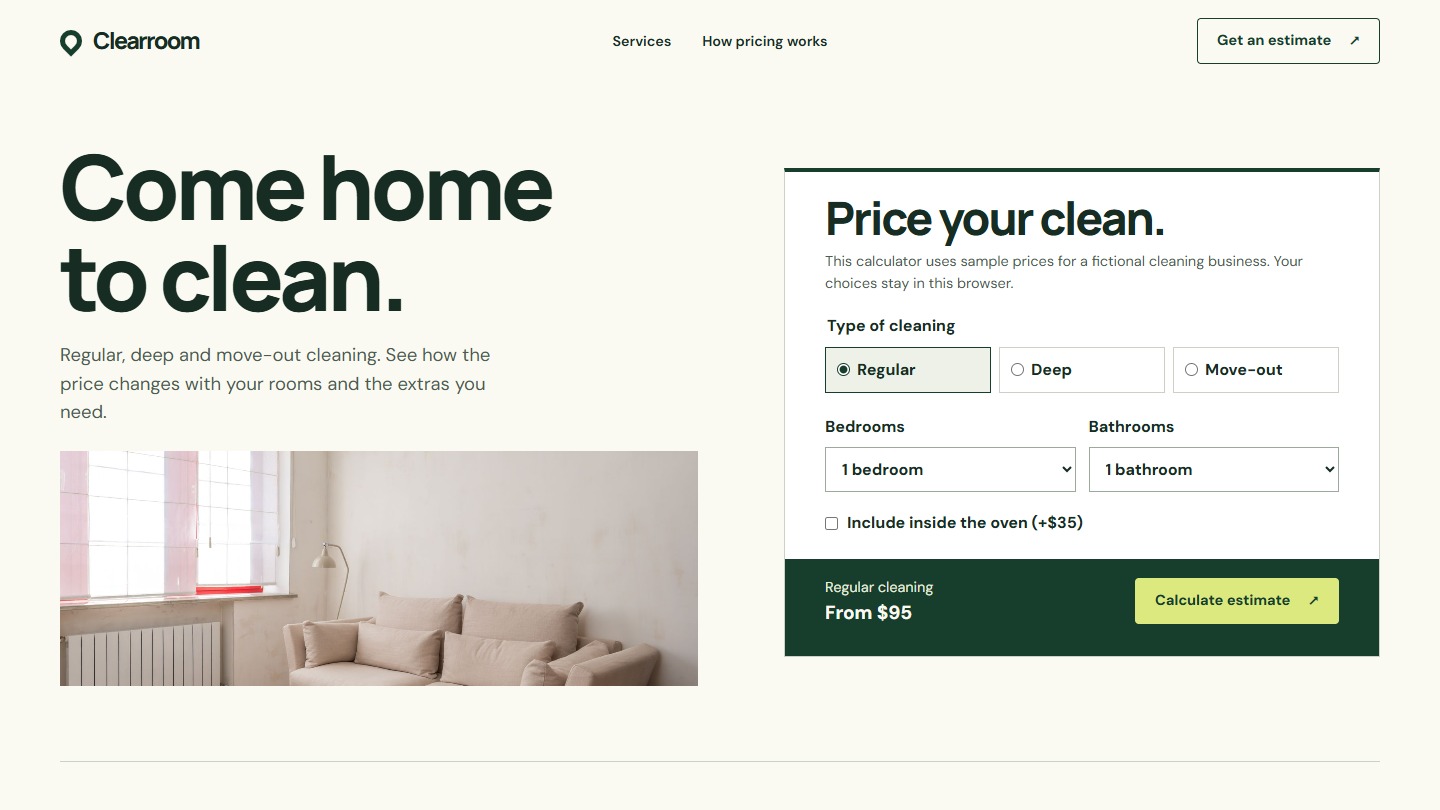 Clearroom
Services
How pricing works
Get an estimate ↗
Come home
to clean.
Regular, deep and move-out cleaning. See how the
price changes with your rooms and the extras you
need.
Price your clean.
This calculator uses sample prices for a fictional cleaning business. Your
choices stay in this browser.
Type of cleaning
Regular
Deep
Move-out
Bedrooms
Bathrooms
1 bedroom
1 bathroom
Include inside the oven (+$35)
Regular cleaning
From $95
Calculate estimate ↗